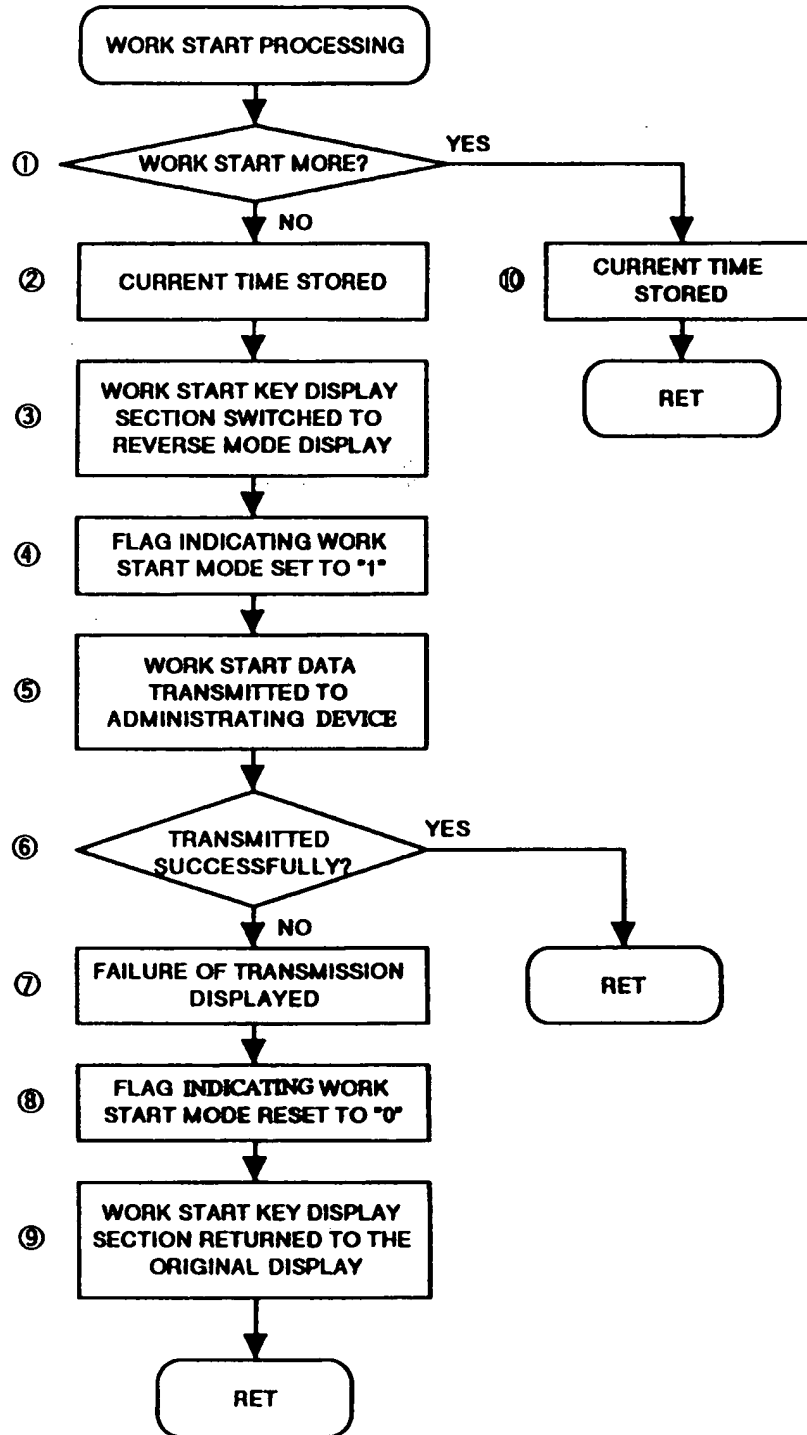 WORK START PROCESSING
① WORK START MORE?
YES
NO
② CURRENT TIME STORED
⑩ CURRENT TIME
STORED
RET
③ WORK START KEY DISPLAY
SECTION SWITCHED TO
REVERSE MODE DISPLAY
④ FLAG INDICATING WORK
START MODE SET TO "1"
⑤ WORK START DATA
TRANSMITTED TO
ADMINISTRATING DEVICE
⑥ TRANSMITTED
SUCCESSFULLY?
YES
NO
RET
⑦ FAILURE OF TRANSMISSION
DISPLAYED
⑧ FLAG INDICATING WORK
START MODE RESET TO "0"
⑨ WORK START KEY DISPLAY
SECTION RETURNED TO THE
ORIGINAL DISPLAY
RET